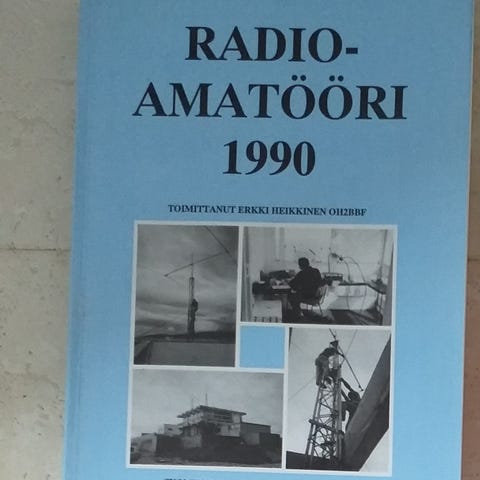 RADIO-
AMATÖÖRI
1990
TOIMITTANUT ERKKI HEIKKINEN OH2BBF